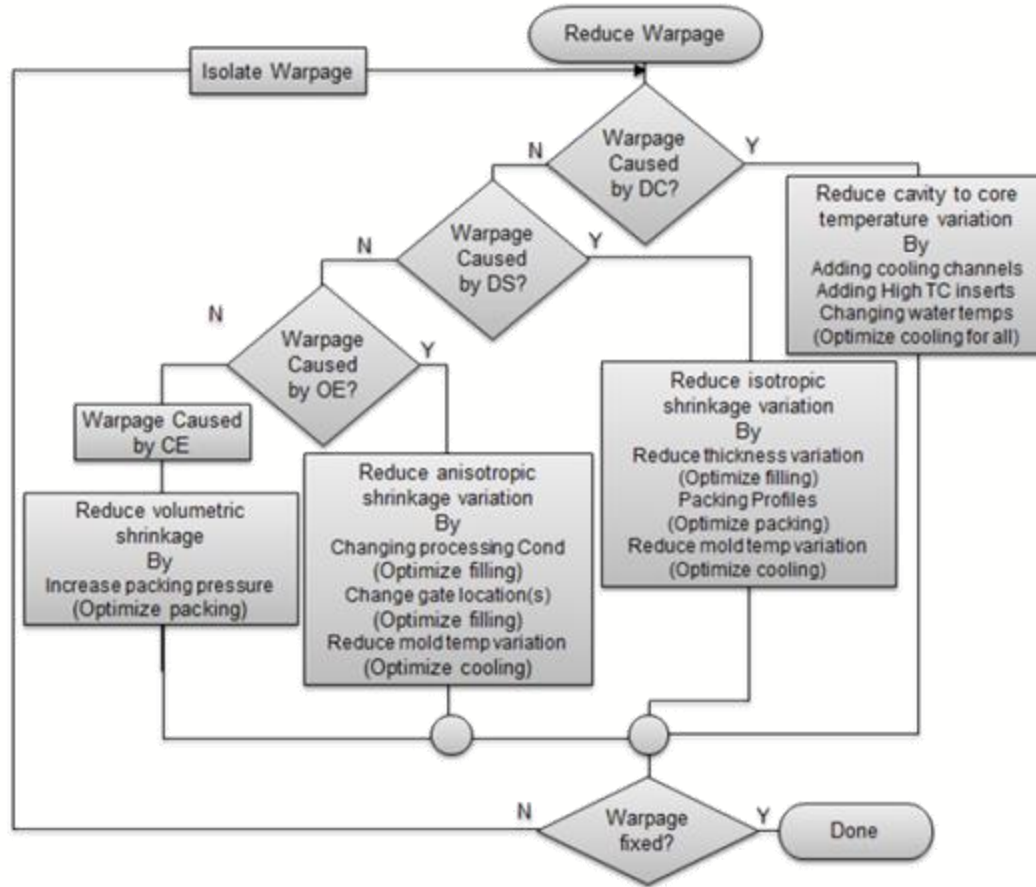 Reduce Warpage
Isolate Warpage
Warpage
Caused
by DC?
N
Y
Reduce cavity to core
temperature variation
By
Adding cooling channels
Adding High TC inserts
Changing water temps
(Optimize cooling for all)
Warpage
Caused
by DS?
N
Y
Reduce isotropic
shrinkage variation
By
Reduce thickness variation
(Optimize filling)
Packing Profiles
(Optimize packing)
Reduce mold temp variation
(Optimize cooling)
Warpage
Caused
by OE?
N
Y
Warpage Caused
by CE
Reduce volumetric
shrinkage
By
Increase packing pressure
(Optimize packing)
Reduce anisotropic
shrinkage variation
By
Changing processing Cond
(Optimize filling)
Change gate location(s)
(Optimize filling)
Reduce mold temp variation
(Optimize cooling)
Warpage
fixed?
N
Y
Done